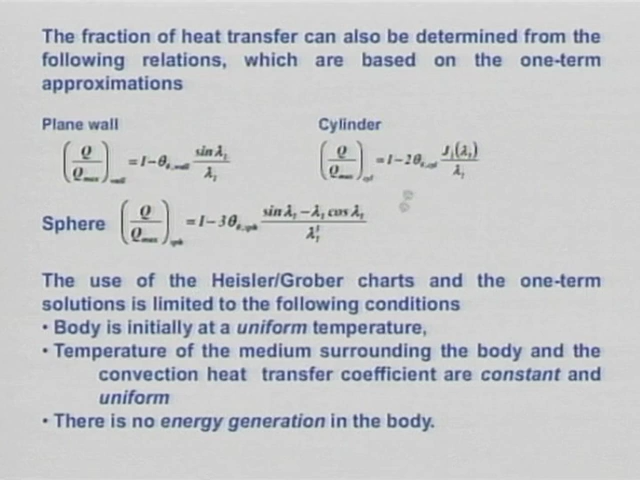 The fraction of heat transfer can also be determined from the
following relations, which are based on the one-term
approximations
Plane wall Cylinder
(Q/Q_max)_wall = 1 − θ_0,wall sin λ₁/λ₁ (Q/Q_max)_cyl = 1 − 2θ_0,cyl J₁(λ₁)/λ₁
Sphere (Q/Q_max)_sph = 1 − 3θ_0,sph (sin λ₁ − λ₁ cos λ₁)/λ₁³
The use of the Heisler/Grober charts and the one-term
solutions is limited to the following conditions
• Body is initially at a uniform temperature,
• Temperature of the medium surrounding the body and the
convection heat transfer coefficient are constant and
uniform
• There is no energy generation in the body.